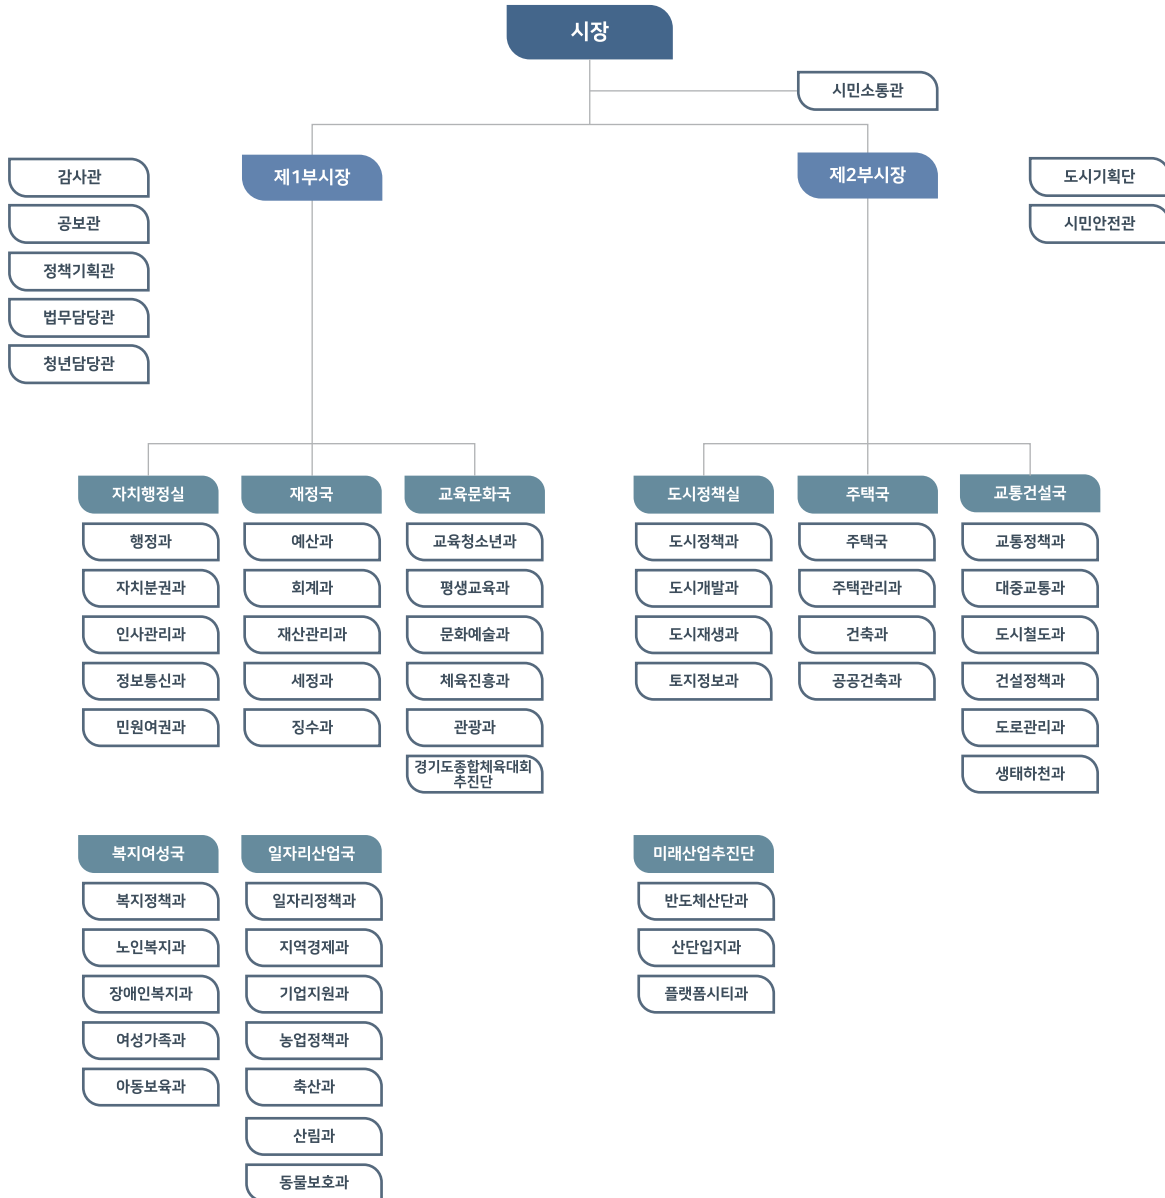 시장
시민소통관
제1부시장
제2부시장
감사관
공보관
정책기획관
법무담당관
청년담당관
도시기획단
시민안전관
자치행정실
행정과
자치분권과
인사관리과
정보통신과
민원여권과
재정국
예산과
회계과
재산관리과
세정과
징수과
교육문화국
교육청소년과
평생교육과
문화예술과
체육진흥과
관광과
경기도종합체육대회
추진단
도시정책실
도시정책과
도시개발과
도시재생과
토지정보과
주택국
주택국
주택관리과
건축과
공공건축과
교통건설국
교통정책과
대중교통과
도시철도과
건설정책과
도로관리과
생태하천과
복지여성국
복지정책과
노인복지과
장애인복지과
여성가족과
아동보육과
일자리산업국
일자리정책과
지역경제과
기업지원과
농업정책과
축산과
산림과
동물보호과
미래산업추진단
반도체산단과
산단입지과
플랫폼시티과